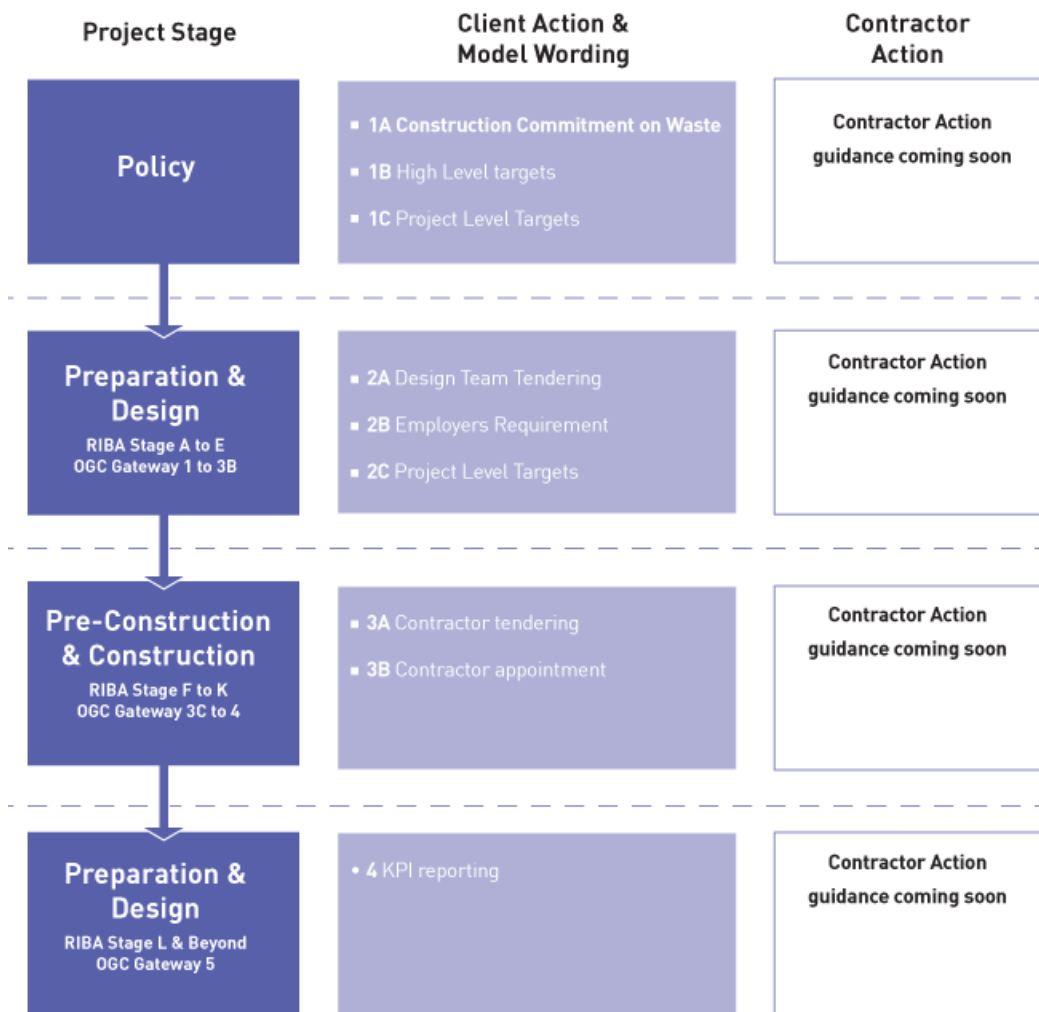 Project Stage
Client Action &
Model Wording
Contractor
Action
Policy
▪ 1A Construction Commitment on Waste
▪ 1B High Level targets
▪ 1C Project Level Targets
Contractor Action
guidance coming soon
Preparation &
Design
RIBA Stage A to E
OGC Gateway 1 to 3B
▪ 2A Design Team Tendering
▪ 2B Employers Requirement
▪ 2C Project Level Targets
Contractor Action
guidance coming soon
Pre-Construction
& Construction
RIBA Stage F to K
OGC Gateway 3C to 4
▪ 3A Contractor tendering
▪ 3B Contractor appointment
Contractor Action
guidance coming soon
Preparation &
Design
RIBA Stage L & Beyond
OGC Gateway 5
• 4 KPI reporting
Contractor Action
guidance coming soon